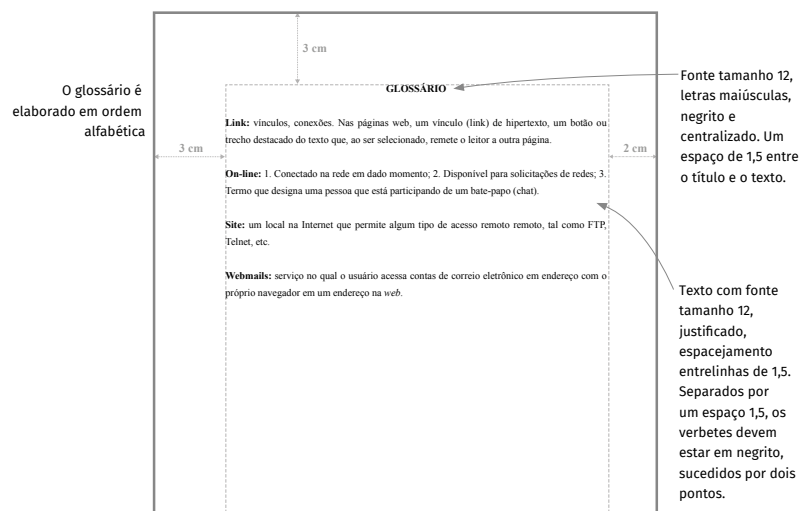 3 cm
GLOSSÁRIO
O glossário é
elaborado em ordem
alfabética
Fonte tamanho 12,
letras maiúsculas,
negrito e
centralizado. Um
espaço de 1,5 entre
o título e o texto.
Link: vínculos, conexões. Nas páginas web, um vínculo (link) de hipertexto, um botão ou
trecho destacado do texto que, ao ser selecionado, remete o leitor a outra página.
3 cm
2 cm
On-line: 1. Conectado na rede em dado momento; 2. Disponível para solicitações de redes; 3.
Termo que designa uma pessoa que está participando de um bate-papo (chat).
Site: um local na Internet que permite algum tipo de acesso remoto remoto, tal como FTP,
Telnet, etc.
Webmails: serviço no qual o usuário acessa contas de correio eletrônico em endereço com o
próprio navegador em um endereço na web.
Texto com fonte
tamanho 12,
justificado,
espacejamento
entrelinhas de 1,5.
Separados por
um espaço 1,5, os
verbetes devem
estar em negrito,
sucedidos por dois
pontos.